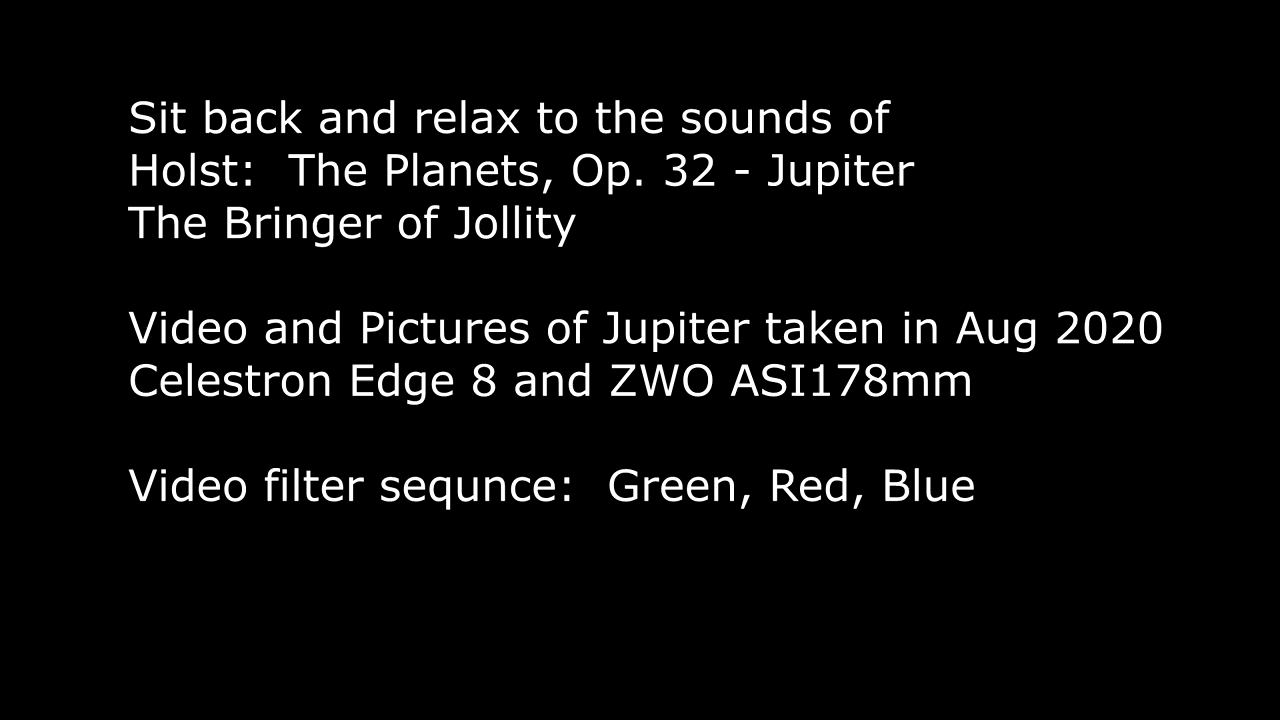 Sit back and relax to the sounds of
Holst:  The Planets, Op. 32 - Jupiter
The Bringer of Jollity
Video and Pictures of Jupiter taken in Aug 2020
Celestron Edge 8 and ZWO ASI178mm
Video filter sequnce:  Green, Red, Blue